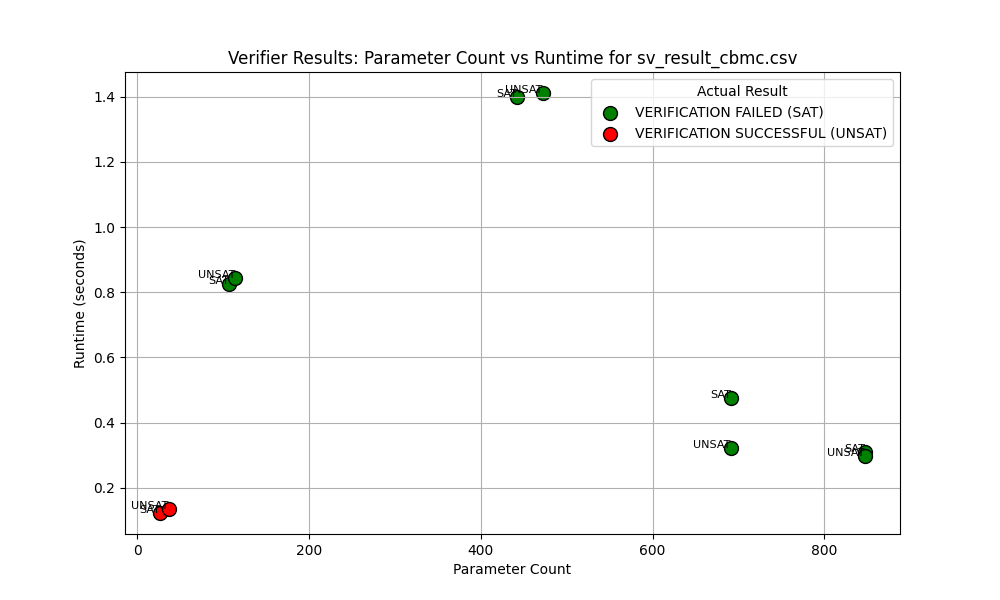 Verifier Results: Parameter Count vs Runtime for sv_result_cbmc.csv
Actual Result
VERIFICATION FAILED (SAT)
VERIFICATION SUCCESSFUL (UNSAT)
UNSAT
SAT
UNSAT
SAT
SAT
UNSAT
SAT
UNSAT
UNSAT
SAT
1.4
1.2
1.0
0.8
0.6
0.4
0.2
Runtime (seconds)
0 200 400 600 800
Parameter Count